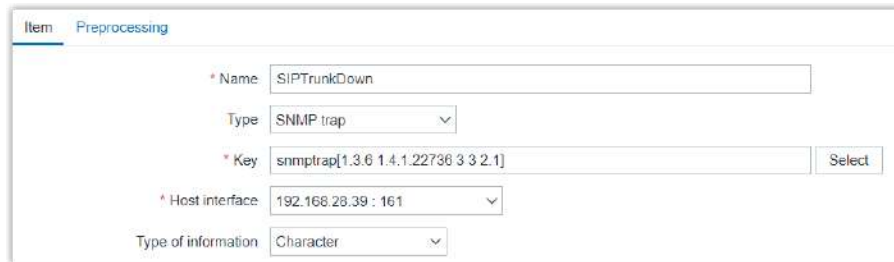 Item Preprocessing
* Name SIPTrunkDown
Type SNMP trap
* Key snmptrap[1.3.6 1.4.1.22736 3 3 2.1] Select
* Host interface 192.168.28.39 : 161
Type of information Character